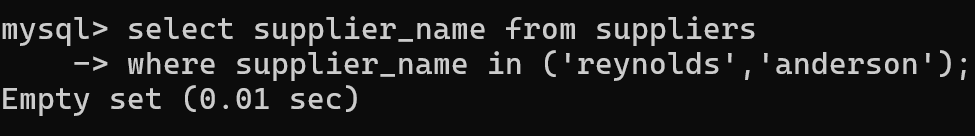 mysql> select supplier_name from suppliers
    -> where supplier_name in ('reynolds','anderson');
Empty set (0.01 sec)